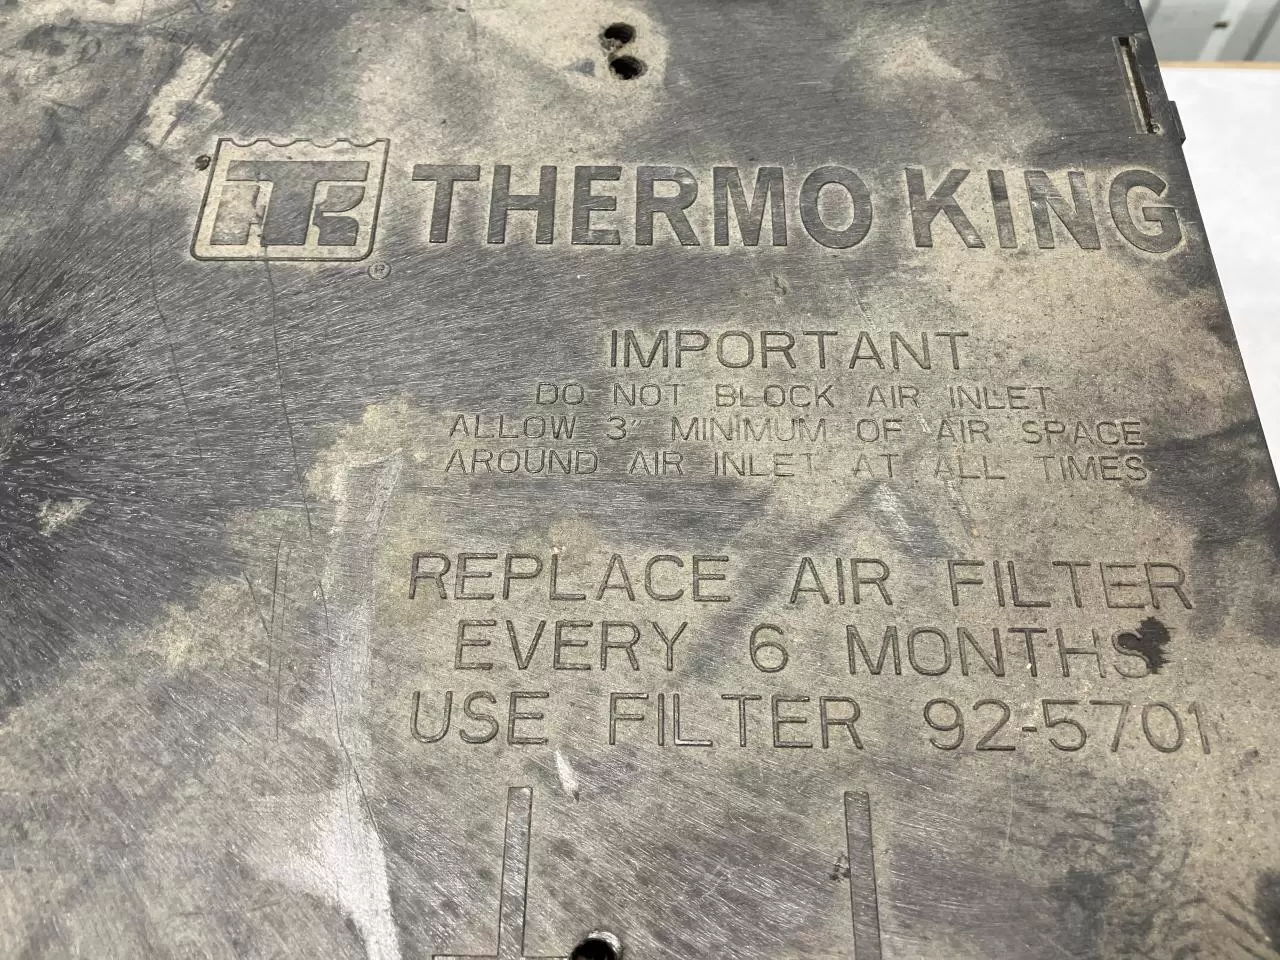 TK ® THERMO KING
IMPORTANT
DO NOT BLOCK AIR INLET
ALLOW 3" MINIMUM OF AIR SPACE
AROUND AIR INLET AT ALL TIMES
REPLACE AIR FILTER
EVERY 6 MONTHS
USE FILTER 92-5701